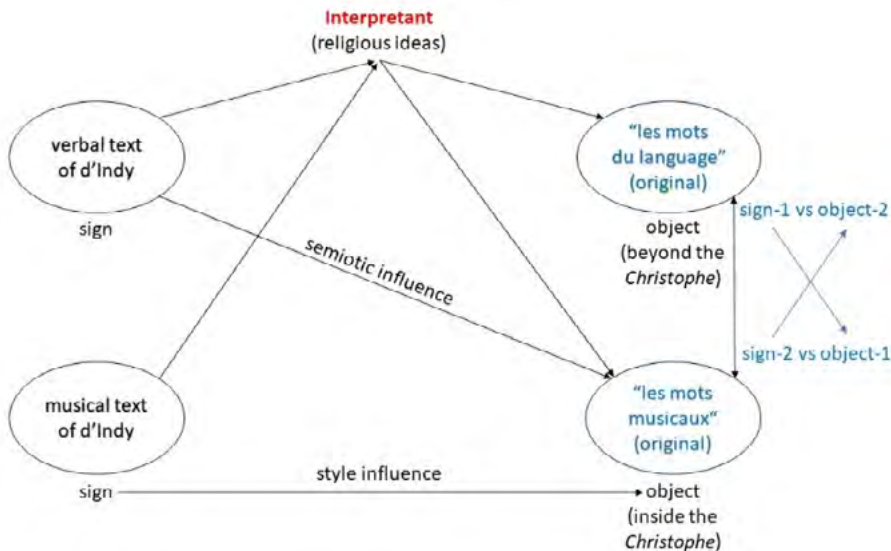 Interpretant
(religious ideas)
verbal text
of d'Indy
sign
"les mots
du language"
(original)
object
(beyond the
Christophe)
sign-1 vs object-2
semiotic influence
sign-2 vs object-1
musical text
of d'Indy
"les mots
musicaux"
(original)
style influence
sign
object
(inside the
Christophe)